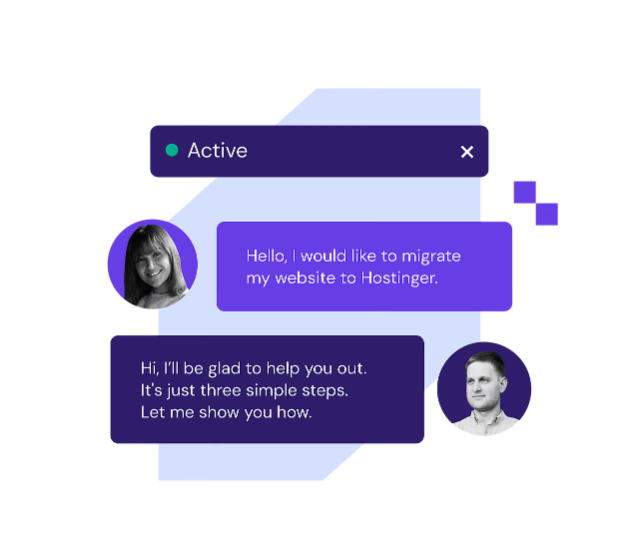 Active
Hello, I would like to migrate
my website to Hostinger.
Hi, I'll be glad to help you out.
It's just three simple steps.
Let me show you how.